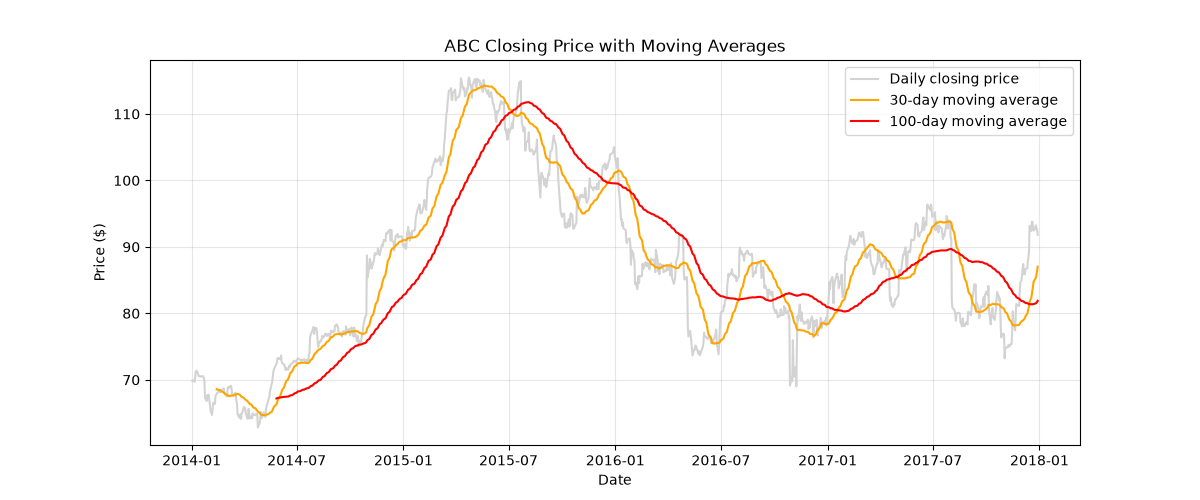 ABC Closing Price with Moving Averages
Daily closing price
30-day moving average
100-day moving average
Price ($)
110
100
90
80
70
2014-01
2014-07
2015-01
2015-07
2016-01
2016-07
2017-01
2017-07
2018-01
Date